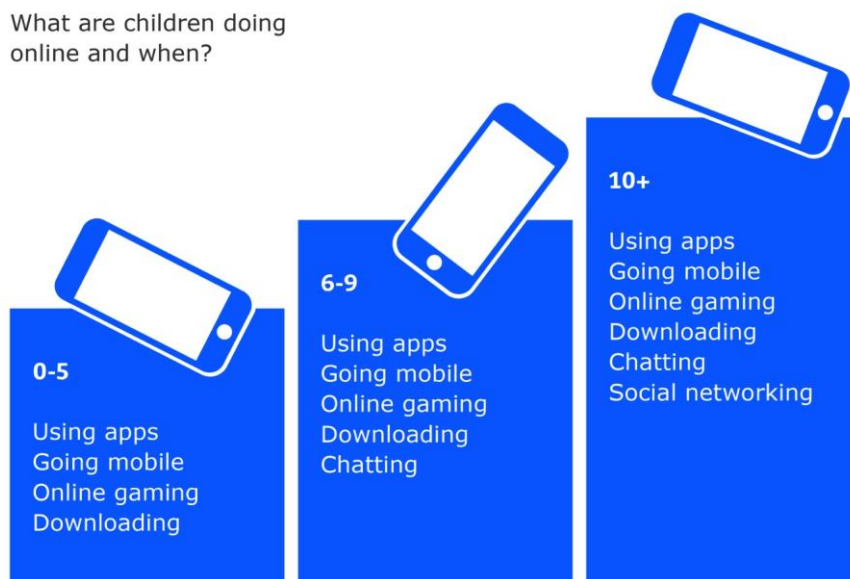 What are children doing
online and when?
0-5
Using apps
Going mobile
Online gaming
Downloading
6-9
Using apps
Going mobile
Online gaming
Downloading
Chatting
10+
Using apps
Going mobile
Online gaming
Downloading
Chatting
Social networking